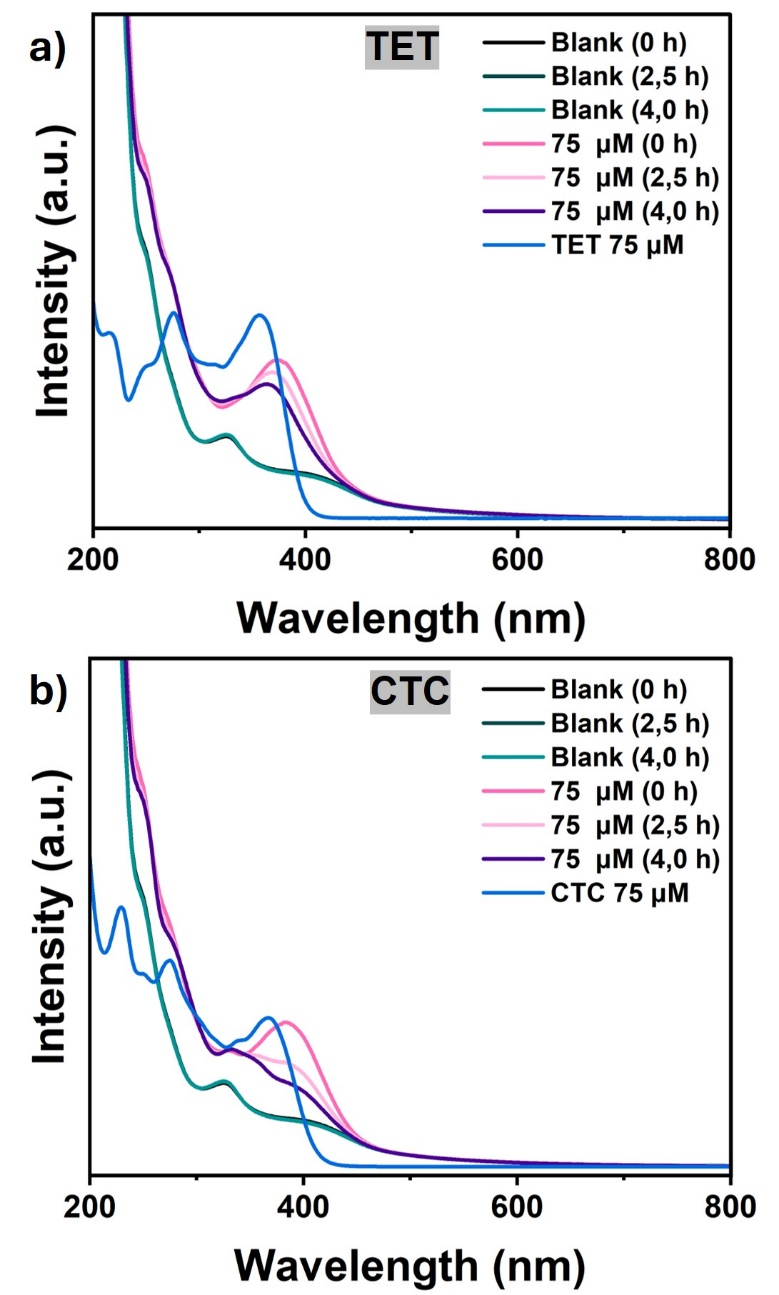 a)
TET
Blank (0 h)
Blank (2,5 h)
Blank (4,0 h)
75 µM (0 h)
75 µM (2,5 h)
75 µM (4,0 h)
TET 75 µM
Intensity (a.u.)
200 400 600 800
Wavelength (nm)
b)
CTC
Blank (0 h)
Blank (2,5 h)
Blank (4,0 h)
75 µM (0 h)
75 µM (2,5 h)
75 µM (4,0 h)
CTC 75 µM
Intensity (a.u.)
200 400 600 800
Wavelength (nm)